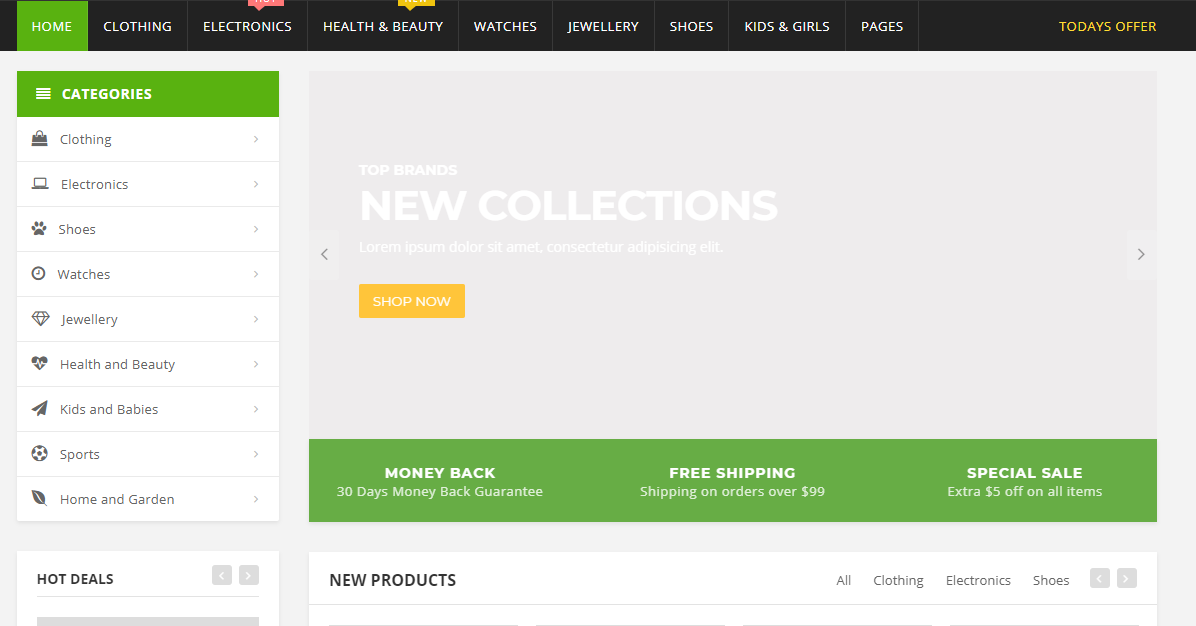 HOT
NEW
HOME
CLOTHING
ELECTRONICS
HEALTH & BEAUTY
WATCHES
JEWELLERY
SHOES
KIDS & GIRLS
PAGES
TODAYS OFFER
CATEGORIES
Clothing
Electronics
Shoes
Watches
Jewellery
Health and Beauty
Kids and Babies
Sports
Home and Garden
TOP BRANDS
NEW COLLECTIONS
Lorem ipsum dolor sit amet, consectetur adipisicing elit.
SHOP NOW
MONEY BACK
30 Days Money Back Guarantee
FREE SHIPPING
Shipping on orders over $99
SPECIAL SALE
Extra $5 off on all items
HOT DEALS
NEW PRODUCTS
All
Clothing
Electronics
Shoes